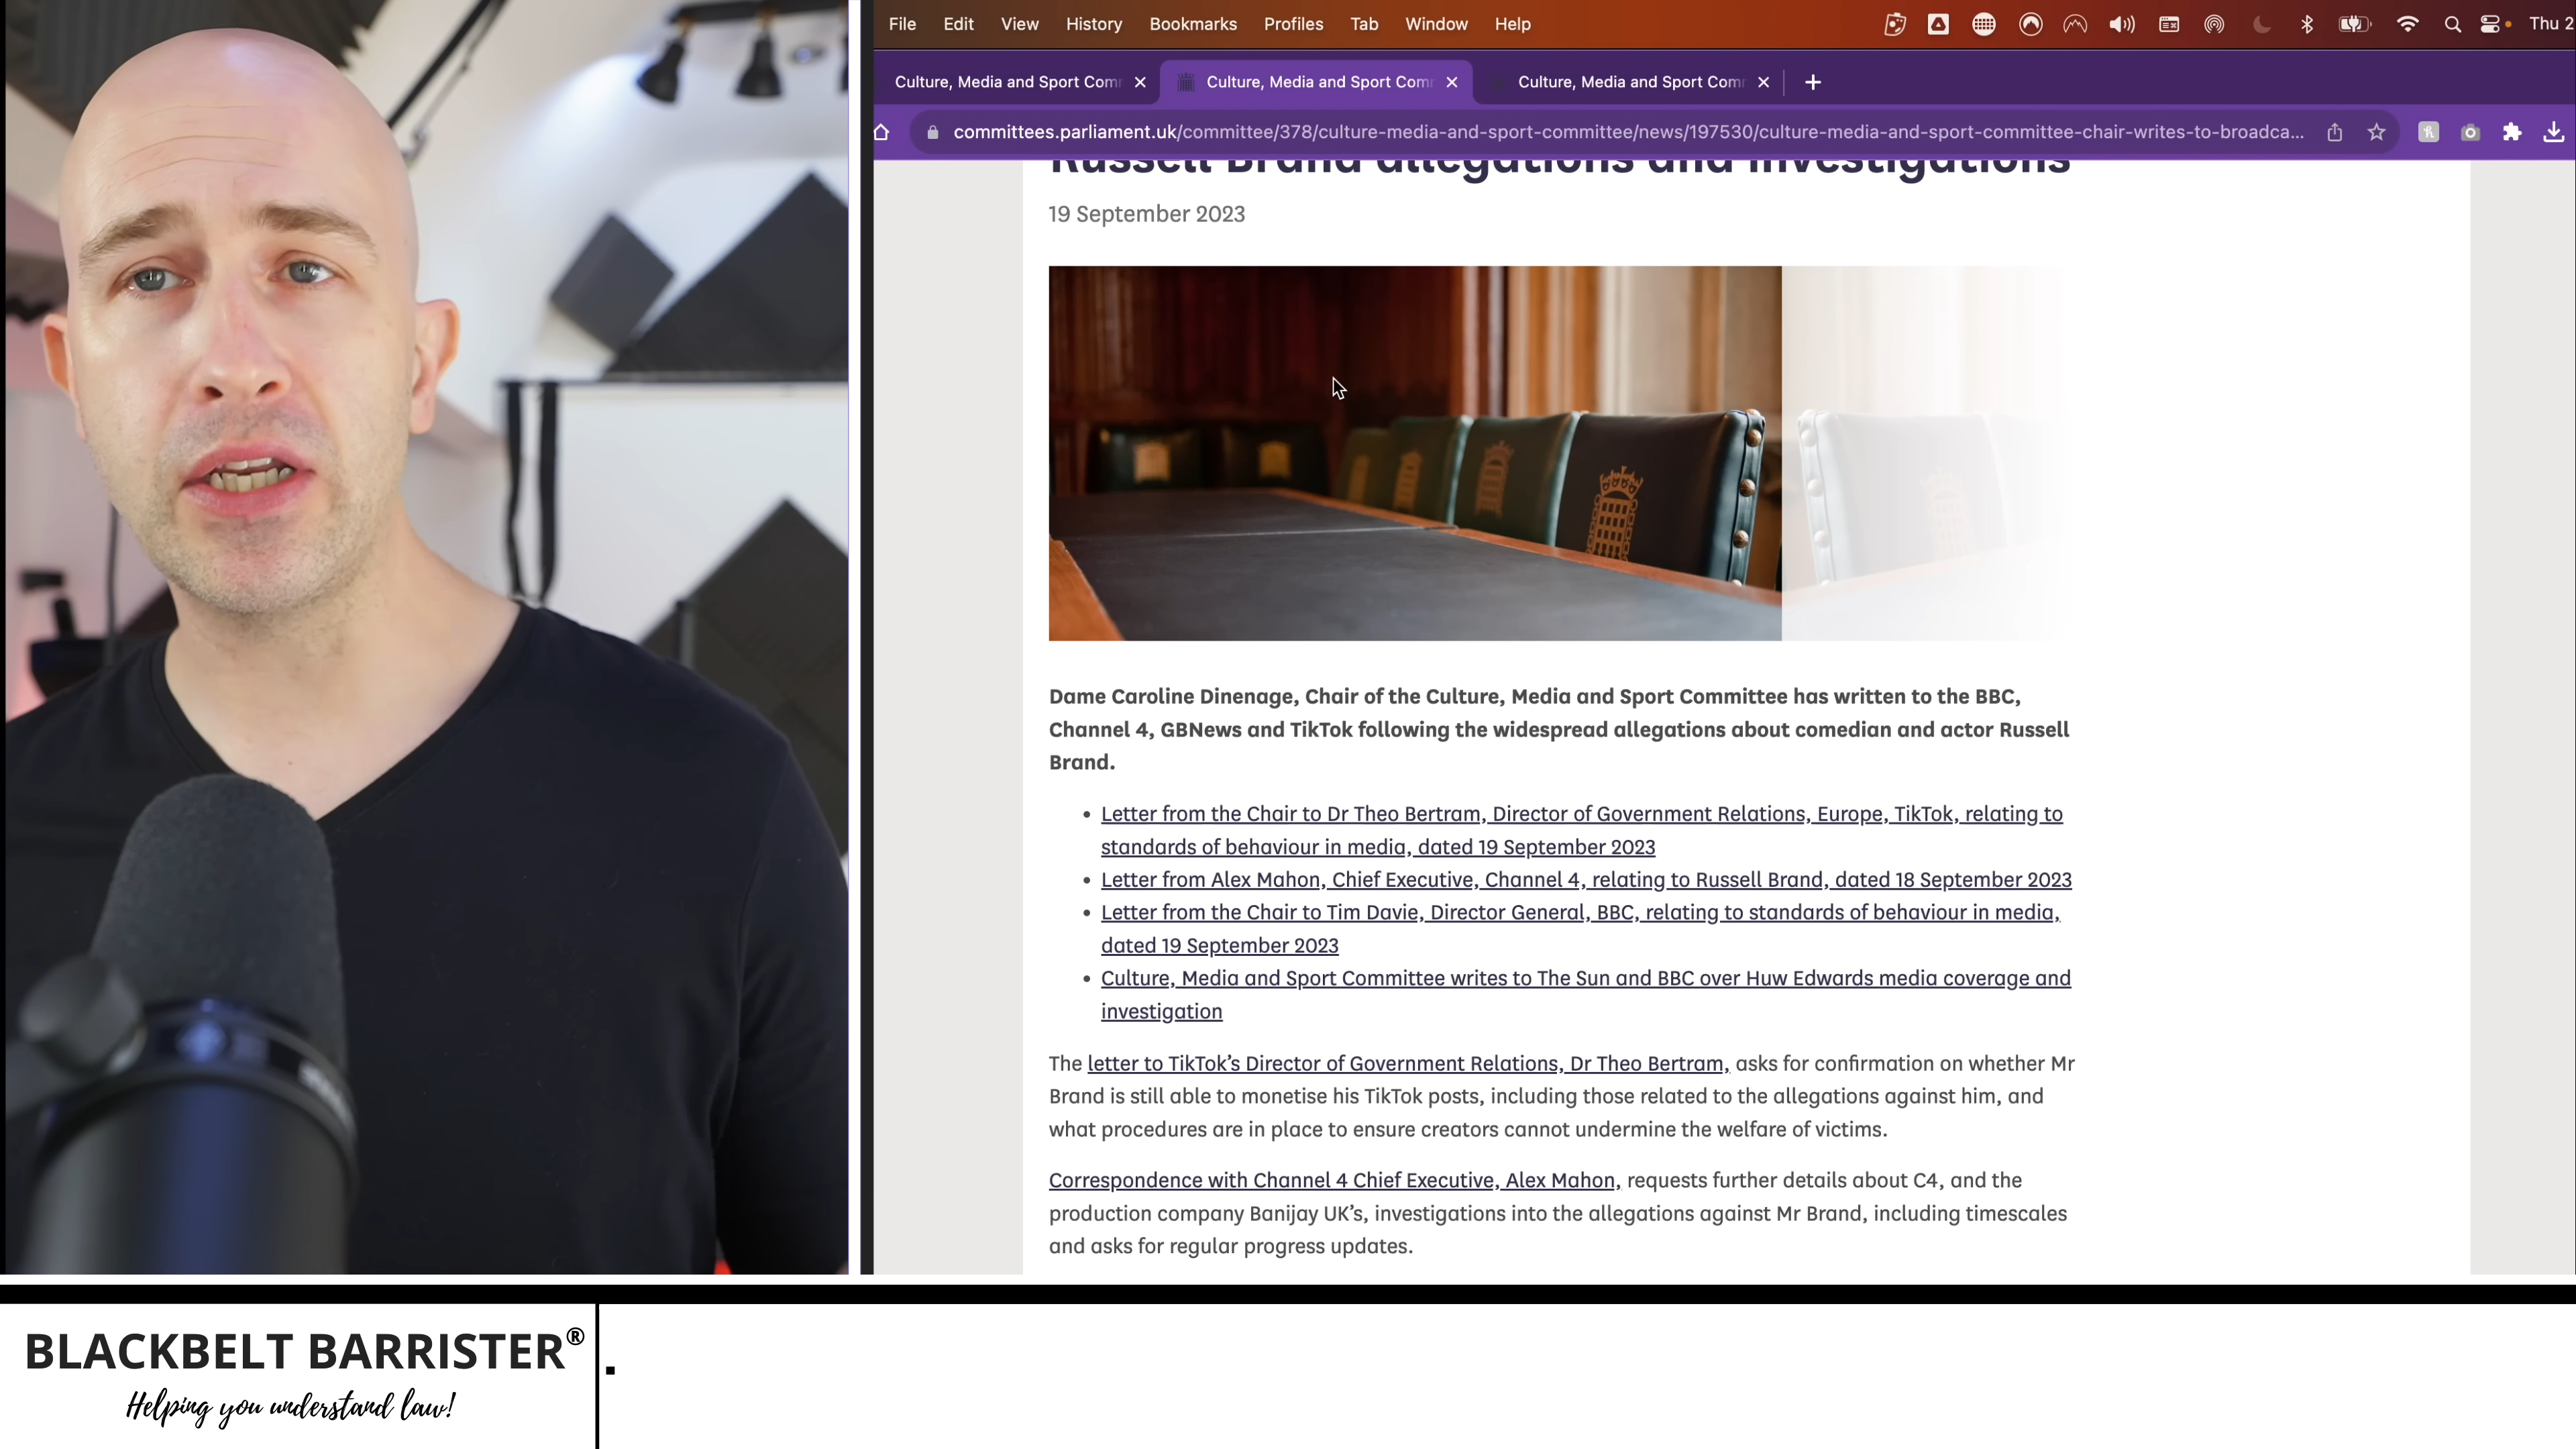 File Edit View History Bookmarks Profiles Tab Window Help Thu 2
Culture, Media and Sport Com Culture, Media and Sport Com Culture, Media and Sport Com
committees.parliament.uk/committee/378/culture-media-and-sport-committee/news/197530/culture-media-and-sport-committee-chair-writes-to-broadca...
Russell Brand allegations and investigations
19 September 2023
Dame Caroline Dinenage, Chair of the Culture, Media and Sport Committee has written to the BBC,
Channel 4, GBNews and TikTok following the widespread allegations about comedian and actor Russell
Brand.
• Letter from the Chair to Dr Theo Bertram, Director of Government Relations, Europe, TikTok, relating to
standards of behaviour in media, dated 19 September 2023
• Letter from Alex Mahon, Chief Executive, Channel 4, relating to Russell Brand, dated 18 September 2023
• Letter from the Chair to Tim Davie, Director General, BBC, relating to standards of behaviour in media,
dated 19 September 2023
• Culture, Media and Sport Committee writes to The Sun and BBC over Huw Edwards media coverage and
investigation
The letter to TikTok’s Director of Government Relations, Dr Theo Bertram, asks for confirmation on whether Mr
Brand is still able to monetise his TikTok posts, including those related to the allegations against him, and
what procedures are in place to ensure creators cannot undermine the welfare of victims.
Correspondence with Channel 4 Chief Executive, Alex Mahon, requests further details about C4, and the
production company Banijay UK’s, investigations into the allegations against Mr Brand, including timescales
and asks for regular progress updates.
BLACKBELT BARRISTER® .
Helping you understand law!